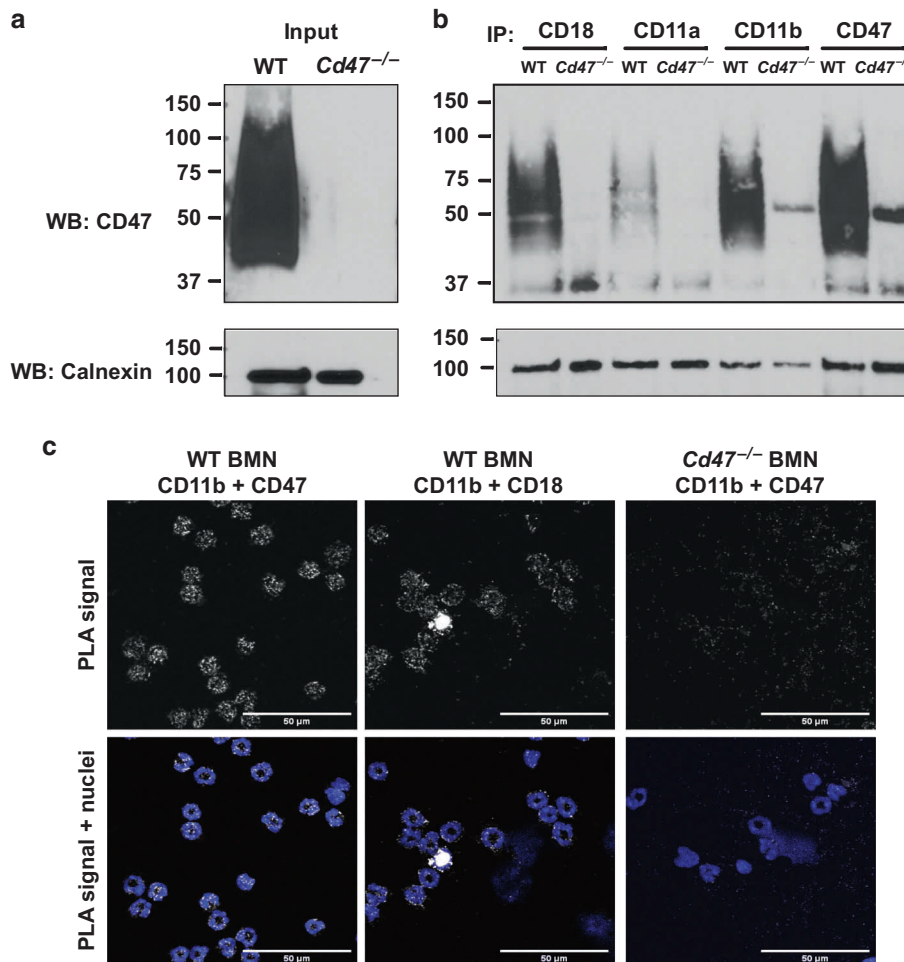 a
Input
WT Cd47–/–
150
100
75
WB: CD47
50
37
150
WB: Calnexin 100
b
IP: CD18 CD11a CD11b CD47
WT Cd47–/– WT Cd47–/– WT Cd47–/– WT Cd47–/–
150
100
75
50
37
150
100
c
WT BMN CD11b + CD47
WT BMN CD11b + CD18
Cd47–/– BMN CD11b + CD47
PLA signal
50 µm
50 µm
50 µm
PLA signal + nuclei
50 µm
50 µm
50 µm